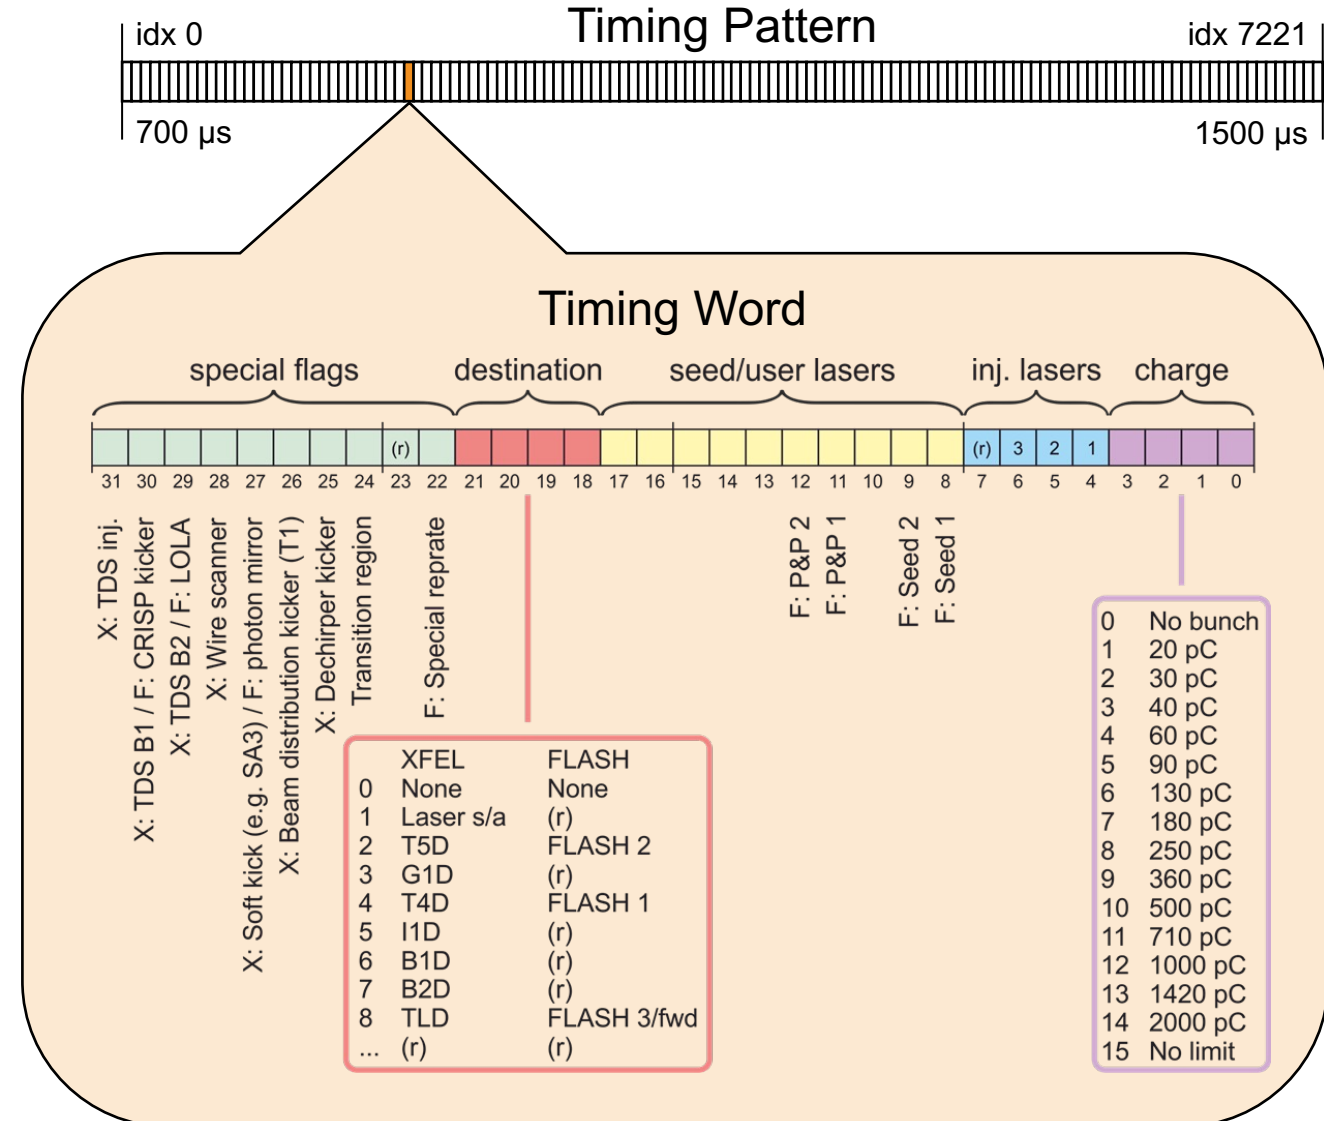 Timing Pattern
idx 0
idx 7221
700 µs
1500 µs
Timing Word
special flags
destination
seed/user lasers
inj. lasers
charge
(r)
(r) 3 2 1
31 30 29 28 27 26 25 24 23 22 21 20 19 18 17 16 15 14 13 12 11 10 9 8 7 6 5 4 3 2 1 0
X: TDS inj.
X: TDS B1 / F: CRISP kicker
X: TDS B2 / F: LOLA
X: Wire scanner
X: Soft kick (e.g. SA3) / F: photon mirror
X: Beam distribution kicker (T1)
X: Dechirper kicker
Transition region
F: Special reprate
F: P&P 2
F: P&P 1
F: Seed 2
F: Seed 1
XFEL FLASH
0 None None
1 Laser s/a (r)
2 T5D FLASH 2
3 G1D (r)
4 T4D FLASH 1
5 I1D (r)
6 B1D (r)
7 B2D (r)
8 TLD FLASH 3/fwd
... (r) (r)
0 No bunch
1 20 pC
2 30 pC
3 40 pC
4 60 pC
5 90 pC
6 130 pC
7 180 pC
8 250 pC
9 360 pC
10 500 pC
11 710 pC
12 1000 pC
13 1420 pC
14 2000 pC
15 No limit